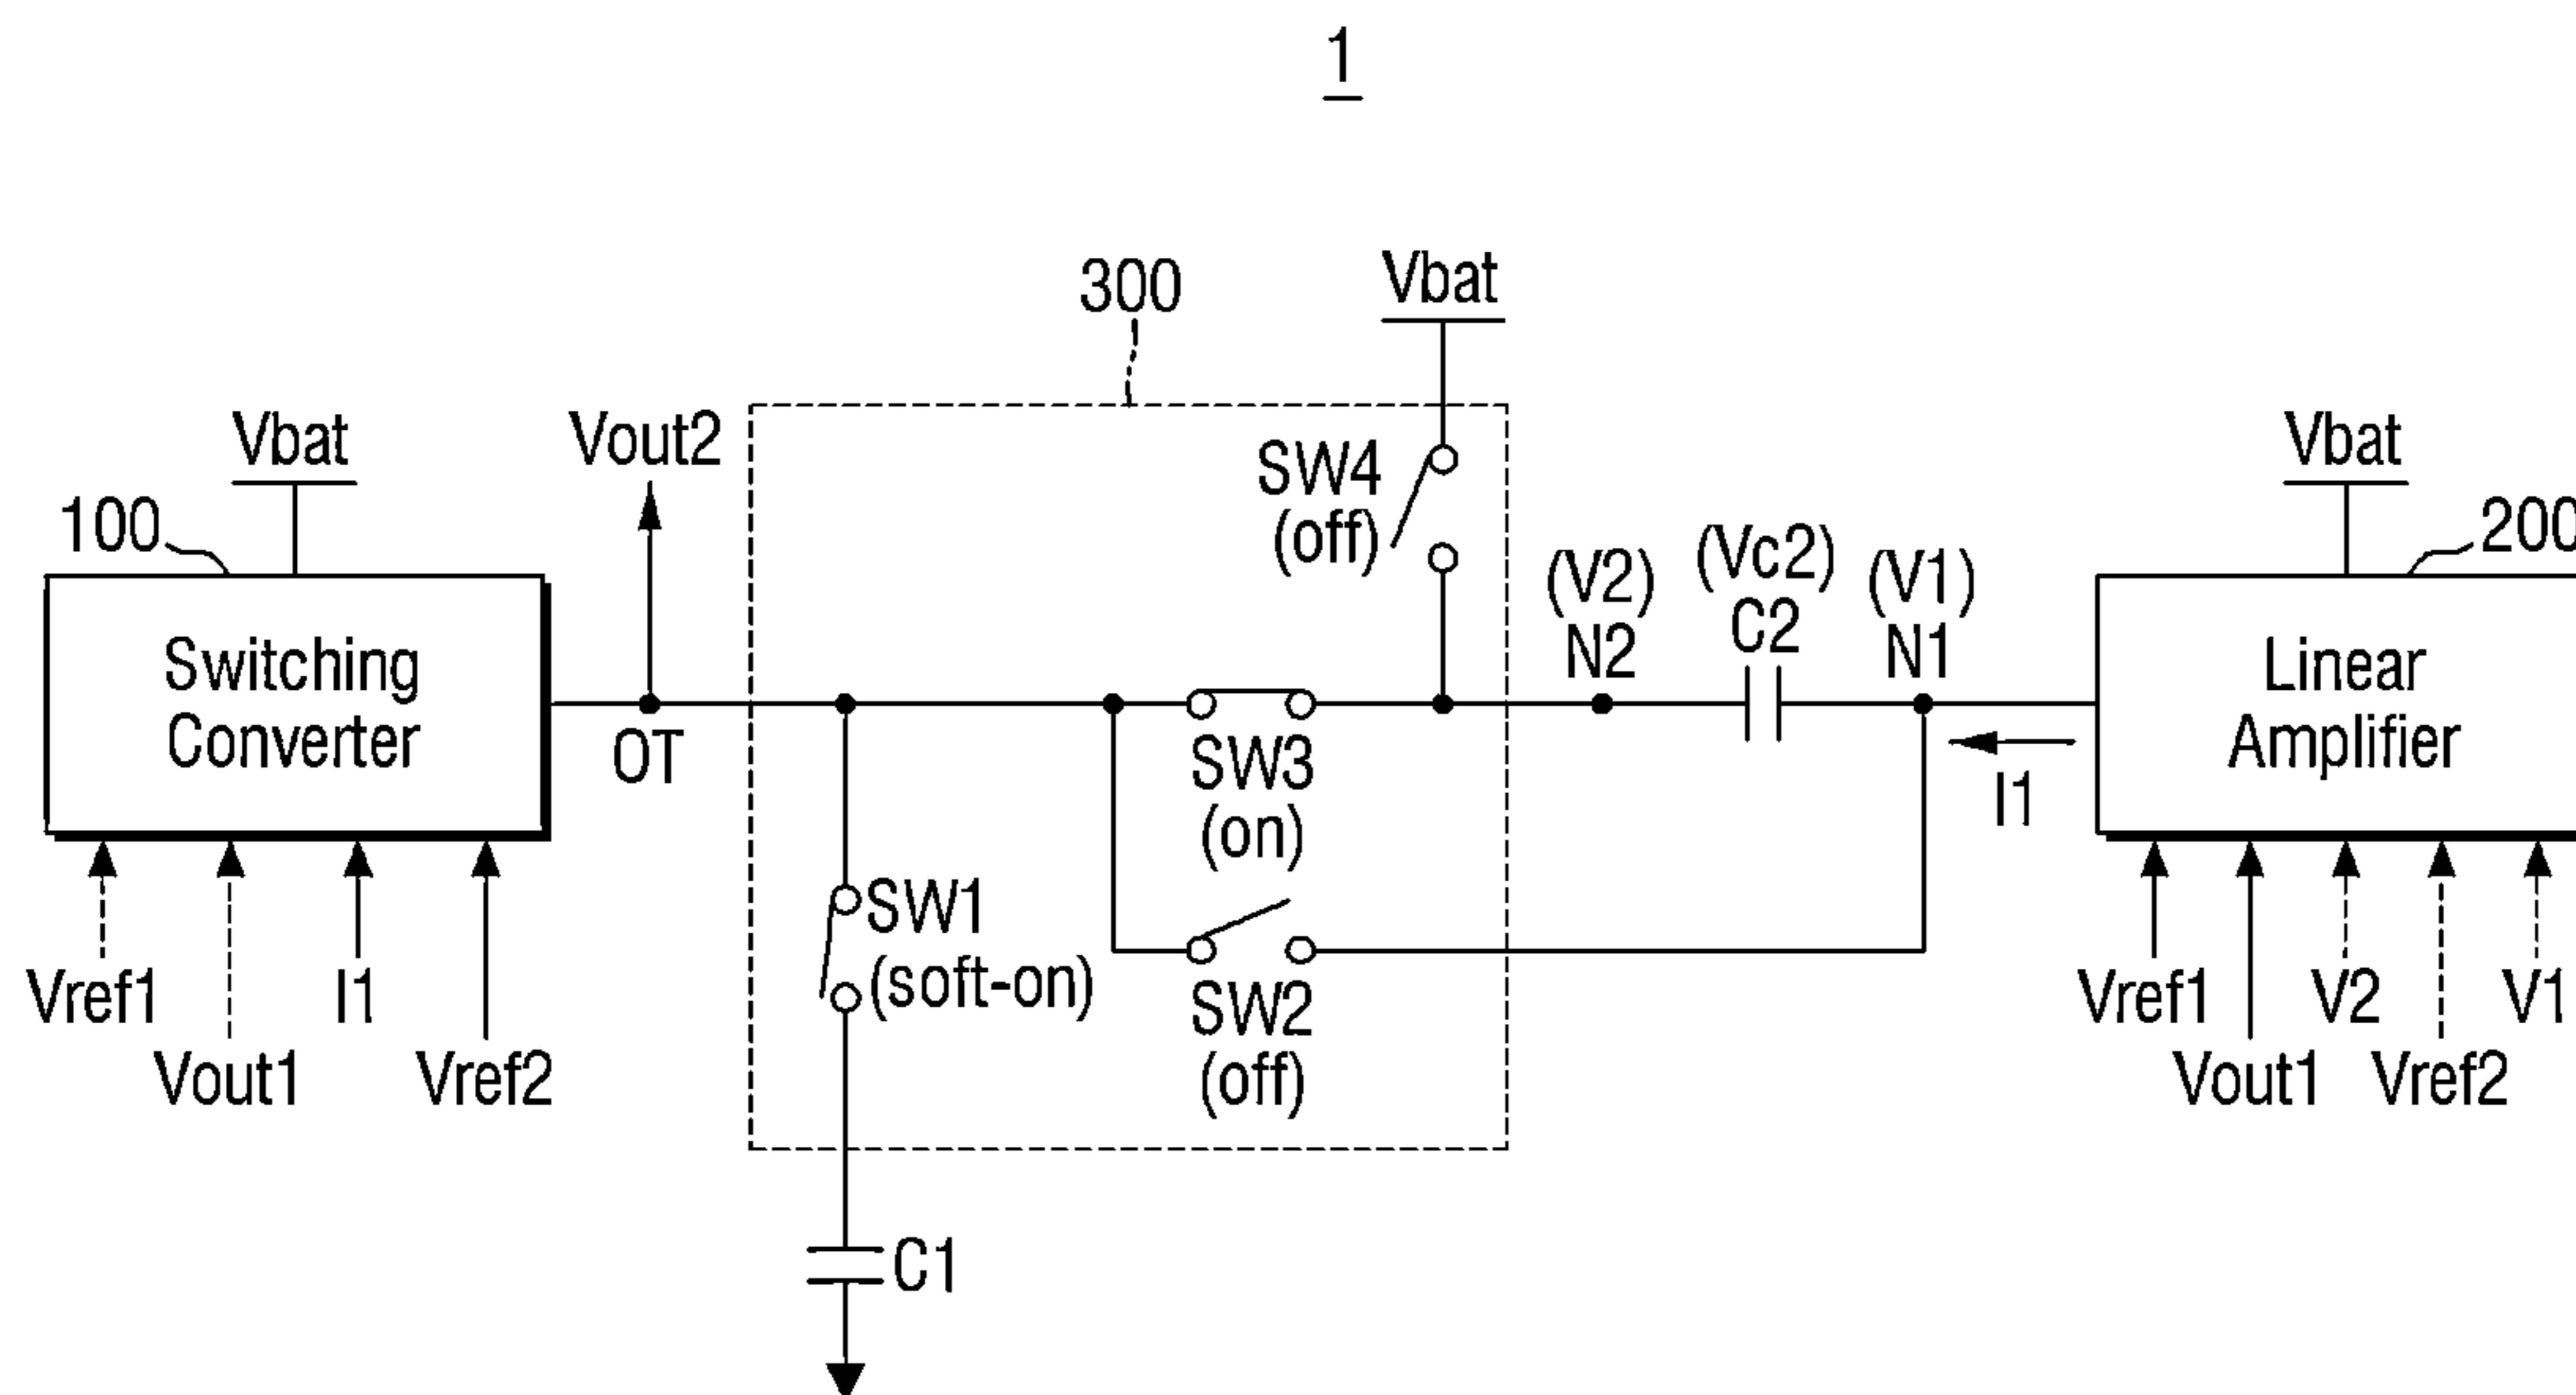 1
300
Vbat
Vbat
Vout2
Vbat
100
SW4
(off)
200
(V2)
N2
(Vc2)
C2
(V1)
N1
Switching
Converter
Linear
Amplifier
OT
SW3
(on)
I1
SW1
(soft-on)
SW2
(off)
Vref1
Vout1
I1
Vref2
Vref1
Vout1
V2
Vref2
V1
C1